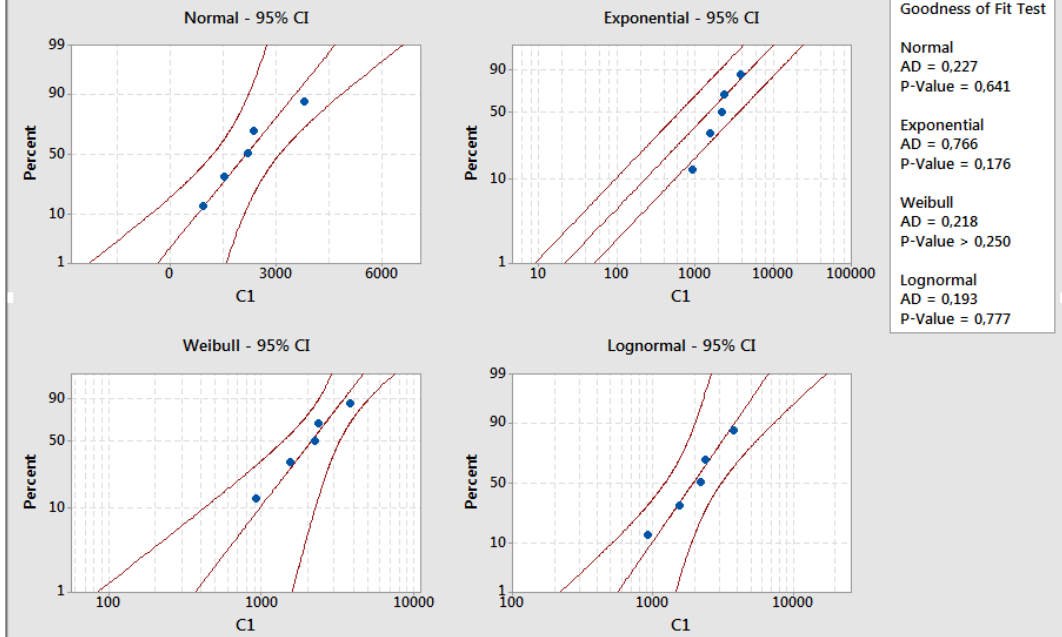 Normal - 95% CI
99
90
50
10
1
Percent
0
3000
6000
C1
Exponential - 95% CI
90
50
10
1
Percent
10
100
1000
10000
100000
C1
Goodness of Fit Test
Normal
AD = 0,227
P-Value = 0,641
Exponential
AD = 0,766
P-Value = 0,176
Weibull
AD = 0,218
P-Value > 0,250
Lognormal
AD = 0,193
P-Value = 0,777
Weibull - 95% CI
90
50
10
1
Percent
100
1000
10000
C1
Lognormal - 95% CI
99
90
50
10
1
Percent
100
1000
10000
C1